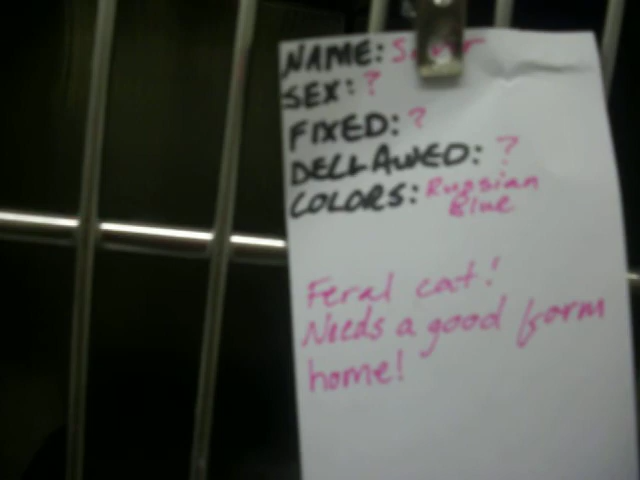 NAME:
SEX: ?
FIXED: ?
DECLAWED: ?
COLORS: Russian
Blue
Feral cat!
Needs a good farm
home!